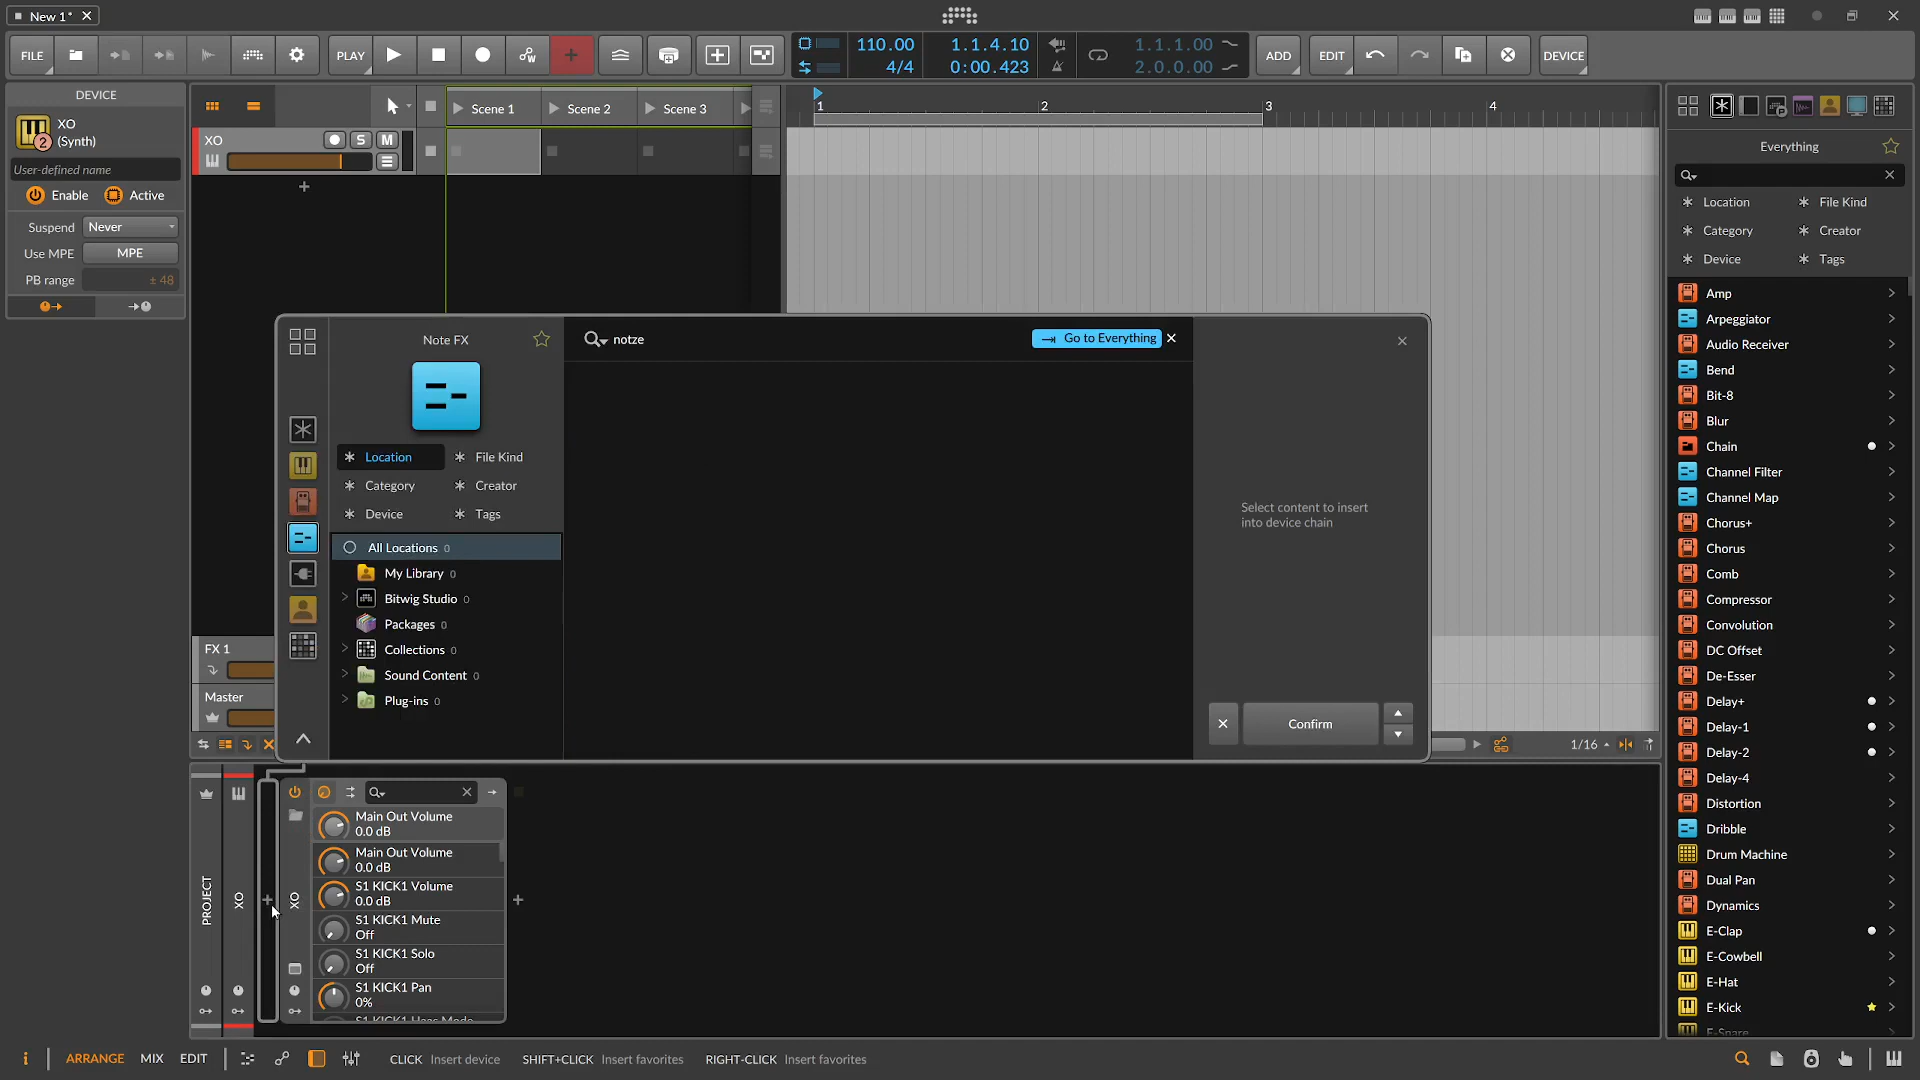 New 1*
FILE
PLAY
110.00
4/4
1.1.4.10
0:00.423
1.1.1.00
2.0.0.00
ADD
EDIT
DEVICE
DEVICE
XO
(Synth)
User-defined name
Enable
Active
Suspend
Never
Use MPE
MPE
PB range
± 48
Scene 1
Scene 2
Scene 3
1
2
3
4
XO
S
M
FX 1
Master
Note FX
Location
File Kind
Category
Creator
Device
Tags
All Locations 0
My Library 0
Bitwig Studio 0
Packages 0
Collections 0
Sound Content 0
Plug-ins 0
notze
Go to Everything
Select content to insert
into device chain
Confirm
1/16
Everything
Location
File Kind
Category
Creator
Device
Tags
Amp
Arpeggiator
Audio Receiver
Bend
Bit-8
Blur
Chain
Channel Filter
Channel Map
Chorus+
Chorus
Comb
Compressor
Convolution
DC Offset
De-Esser
Delay+
Delay-1
Delay-2
Delay-4
Distortion
Dribble
Drum Machine
Dual Pan
Dynamics
E-Clap
E-Cowbell
E-Hat
E-Kick
E-Snare
PROJECT
XO
XO
Main Out Volume
0.0 dB
Main Out Volume
0.0 dB
S1 KICK1 Volume
0.0 dB
S1 KICK1 Mute
Off
S1 KICK1 Solo
Off
S1 KICK1 Pan
0%
S1 KICK1 Haas Mode
ARRANGE
MIX
EDIT
CLICK Insert device
SHIFT+CLICK Insert favorites
RIGHT-CLICK Insert favorites